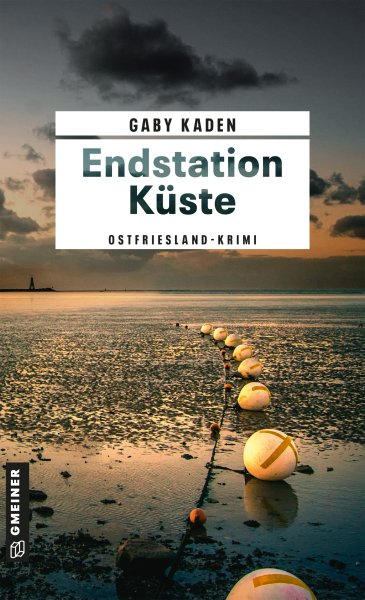 GABY KADEN
Endstation
Küste
OSTFRIESLAND-KRIMI
GMEINER